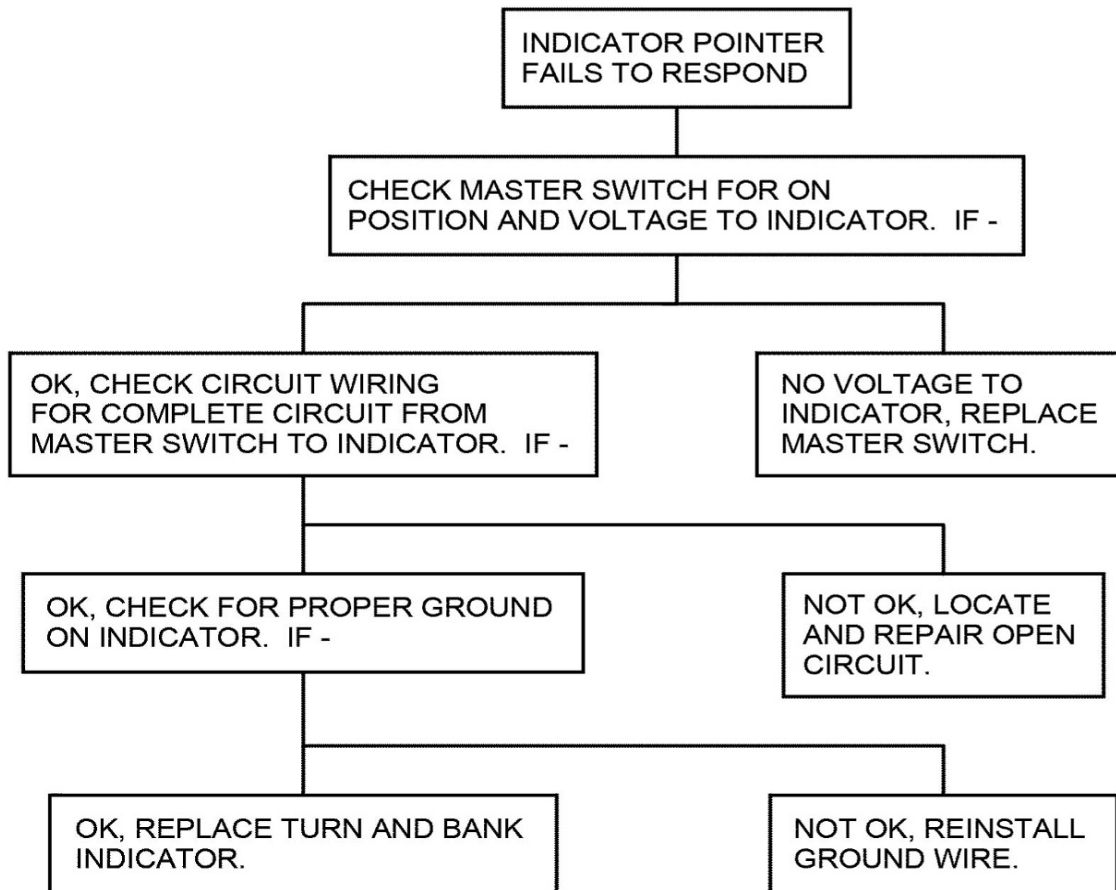 INDICATOR POINTER
FAILS TO RESPOND
CHECK MASTER SWITCH FOR ON
POSITION AND VOLTAGE TO INDICATOR. IF -
OK, CHECK CIRCUIT WIRING
FOR COMPLETE CIRCUIT FROM
MASTER SWITCH TO INDICATOR. IF -
NO VOLTAGE TO
INDICATOR, REPLACE
MASTER SWITCH.
OK, CHECK FOR PROPER GROUND
ON INDICATOR. IF -
NOT OK, LOCATE
AND REPAIR OPEN
CIRCUIT.
OK, REPLACE TURN AND BANK
INDICATOR.
NOT OK, REINSTALL
GROUND WIRE.